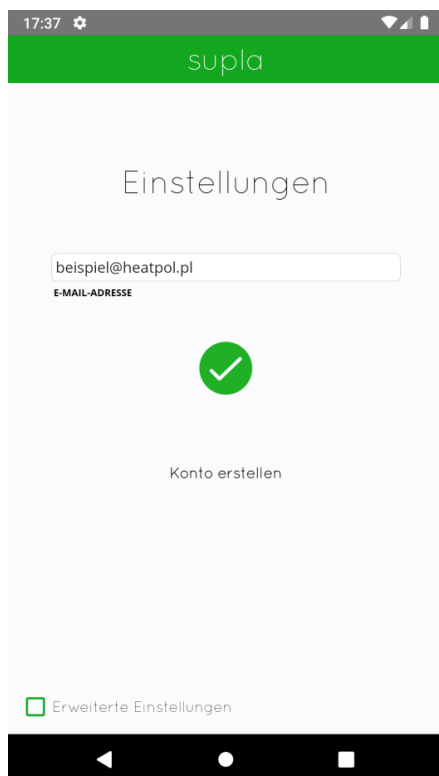 17:37
supla
Einstellungen
beispiel@heatpol.pl
E-MAIL-ADRESSE
Konto erstellen
Erweiterte Einstellungen